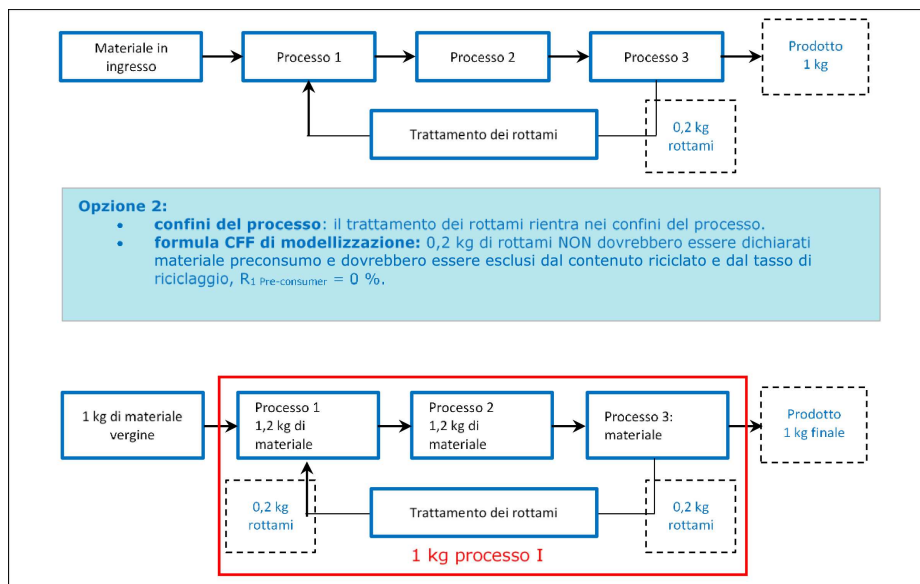 Materiale in
ingresso
Processo 1
Processo 2
Processo 3
Prodotto
1 kg
Trattamento dei rottami
0,2 kg
rottami
Opzione 2:
• confini del processo: il trattamento dei rottami rientra nei confini del processo.
• formula CFF di modellizzazione: 0,2 kg di rottami NON dovrebbero essere dichiarati
materiale preconsumo e dovrebbero essere esclusi dal contenuto riciclato e dal tasso di
riciclaggio, R1 Pre-consumer = 0 %.
1 kg di materiale
vergine
Processo 1
1,2 kg di
materiale
Processo 2
1,2 kg di
materiale
Processo 3:
materiale
Prodotto
1 kg finale
0,2 kg
rottami
Trattamento dei rottami
0,2 kg
rottami
1 kg processo I